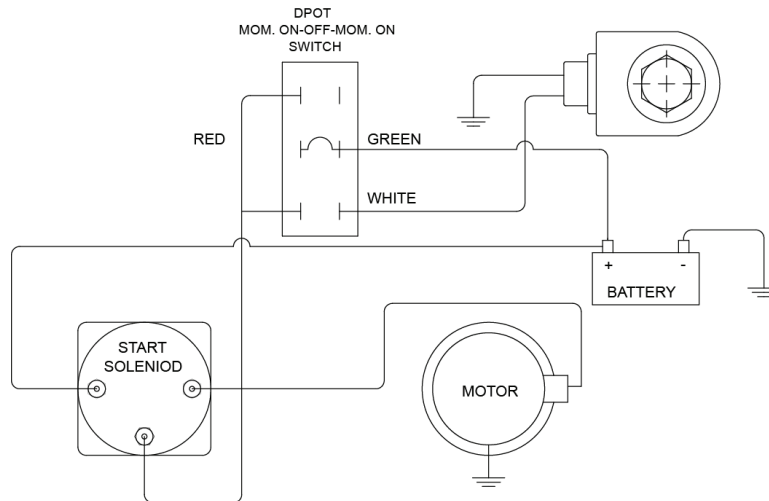 DPOT
MOM. ON-OFF-MOM. ON
SWITCH
RED
GREEN
WHITE
+
-
BATTERY
START
SOLENIOD
MOTOR